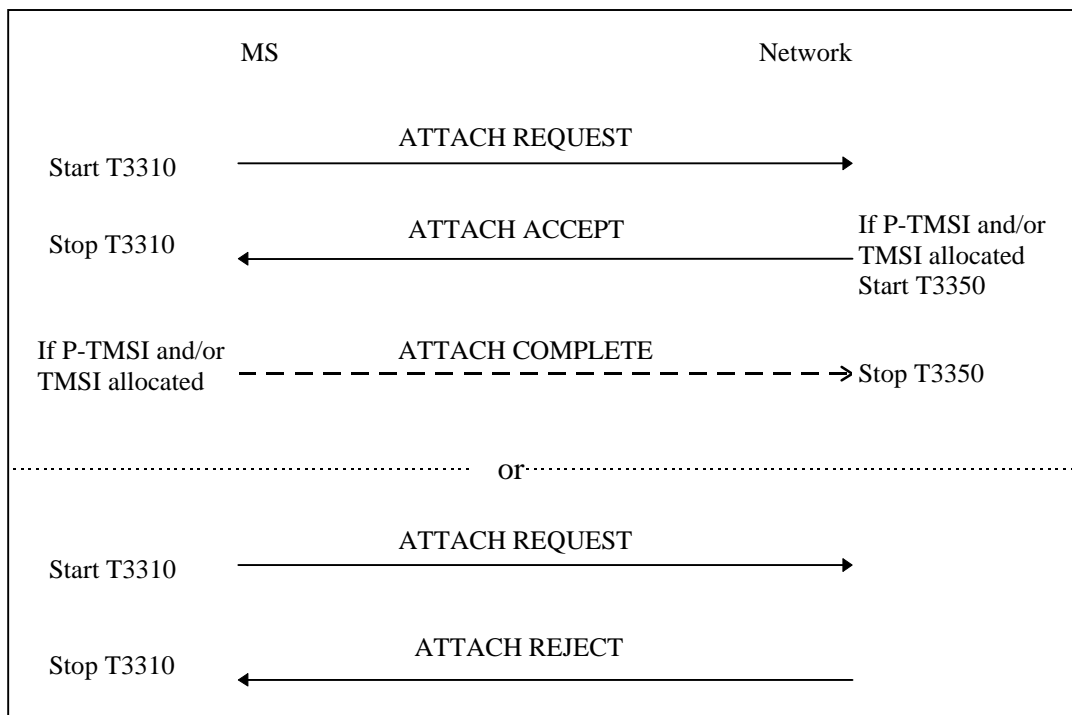 MS Network
ATTACH REQUEST
Start T3310
ATTACH ACCEPT
Stop T3310
If P-TMSI and/or
TMSI allocated
Start T3350
If P-TMSI and/or
TMSI allocated
ATTACH COMPLETE
Stop T3350
or
ATTACH REQUEST
Start T3310
ATTACH REJECT
Stop T3310